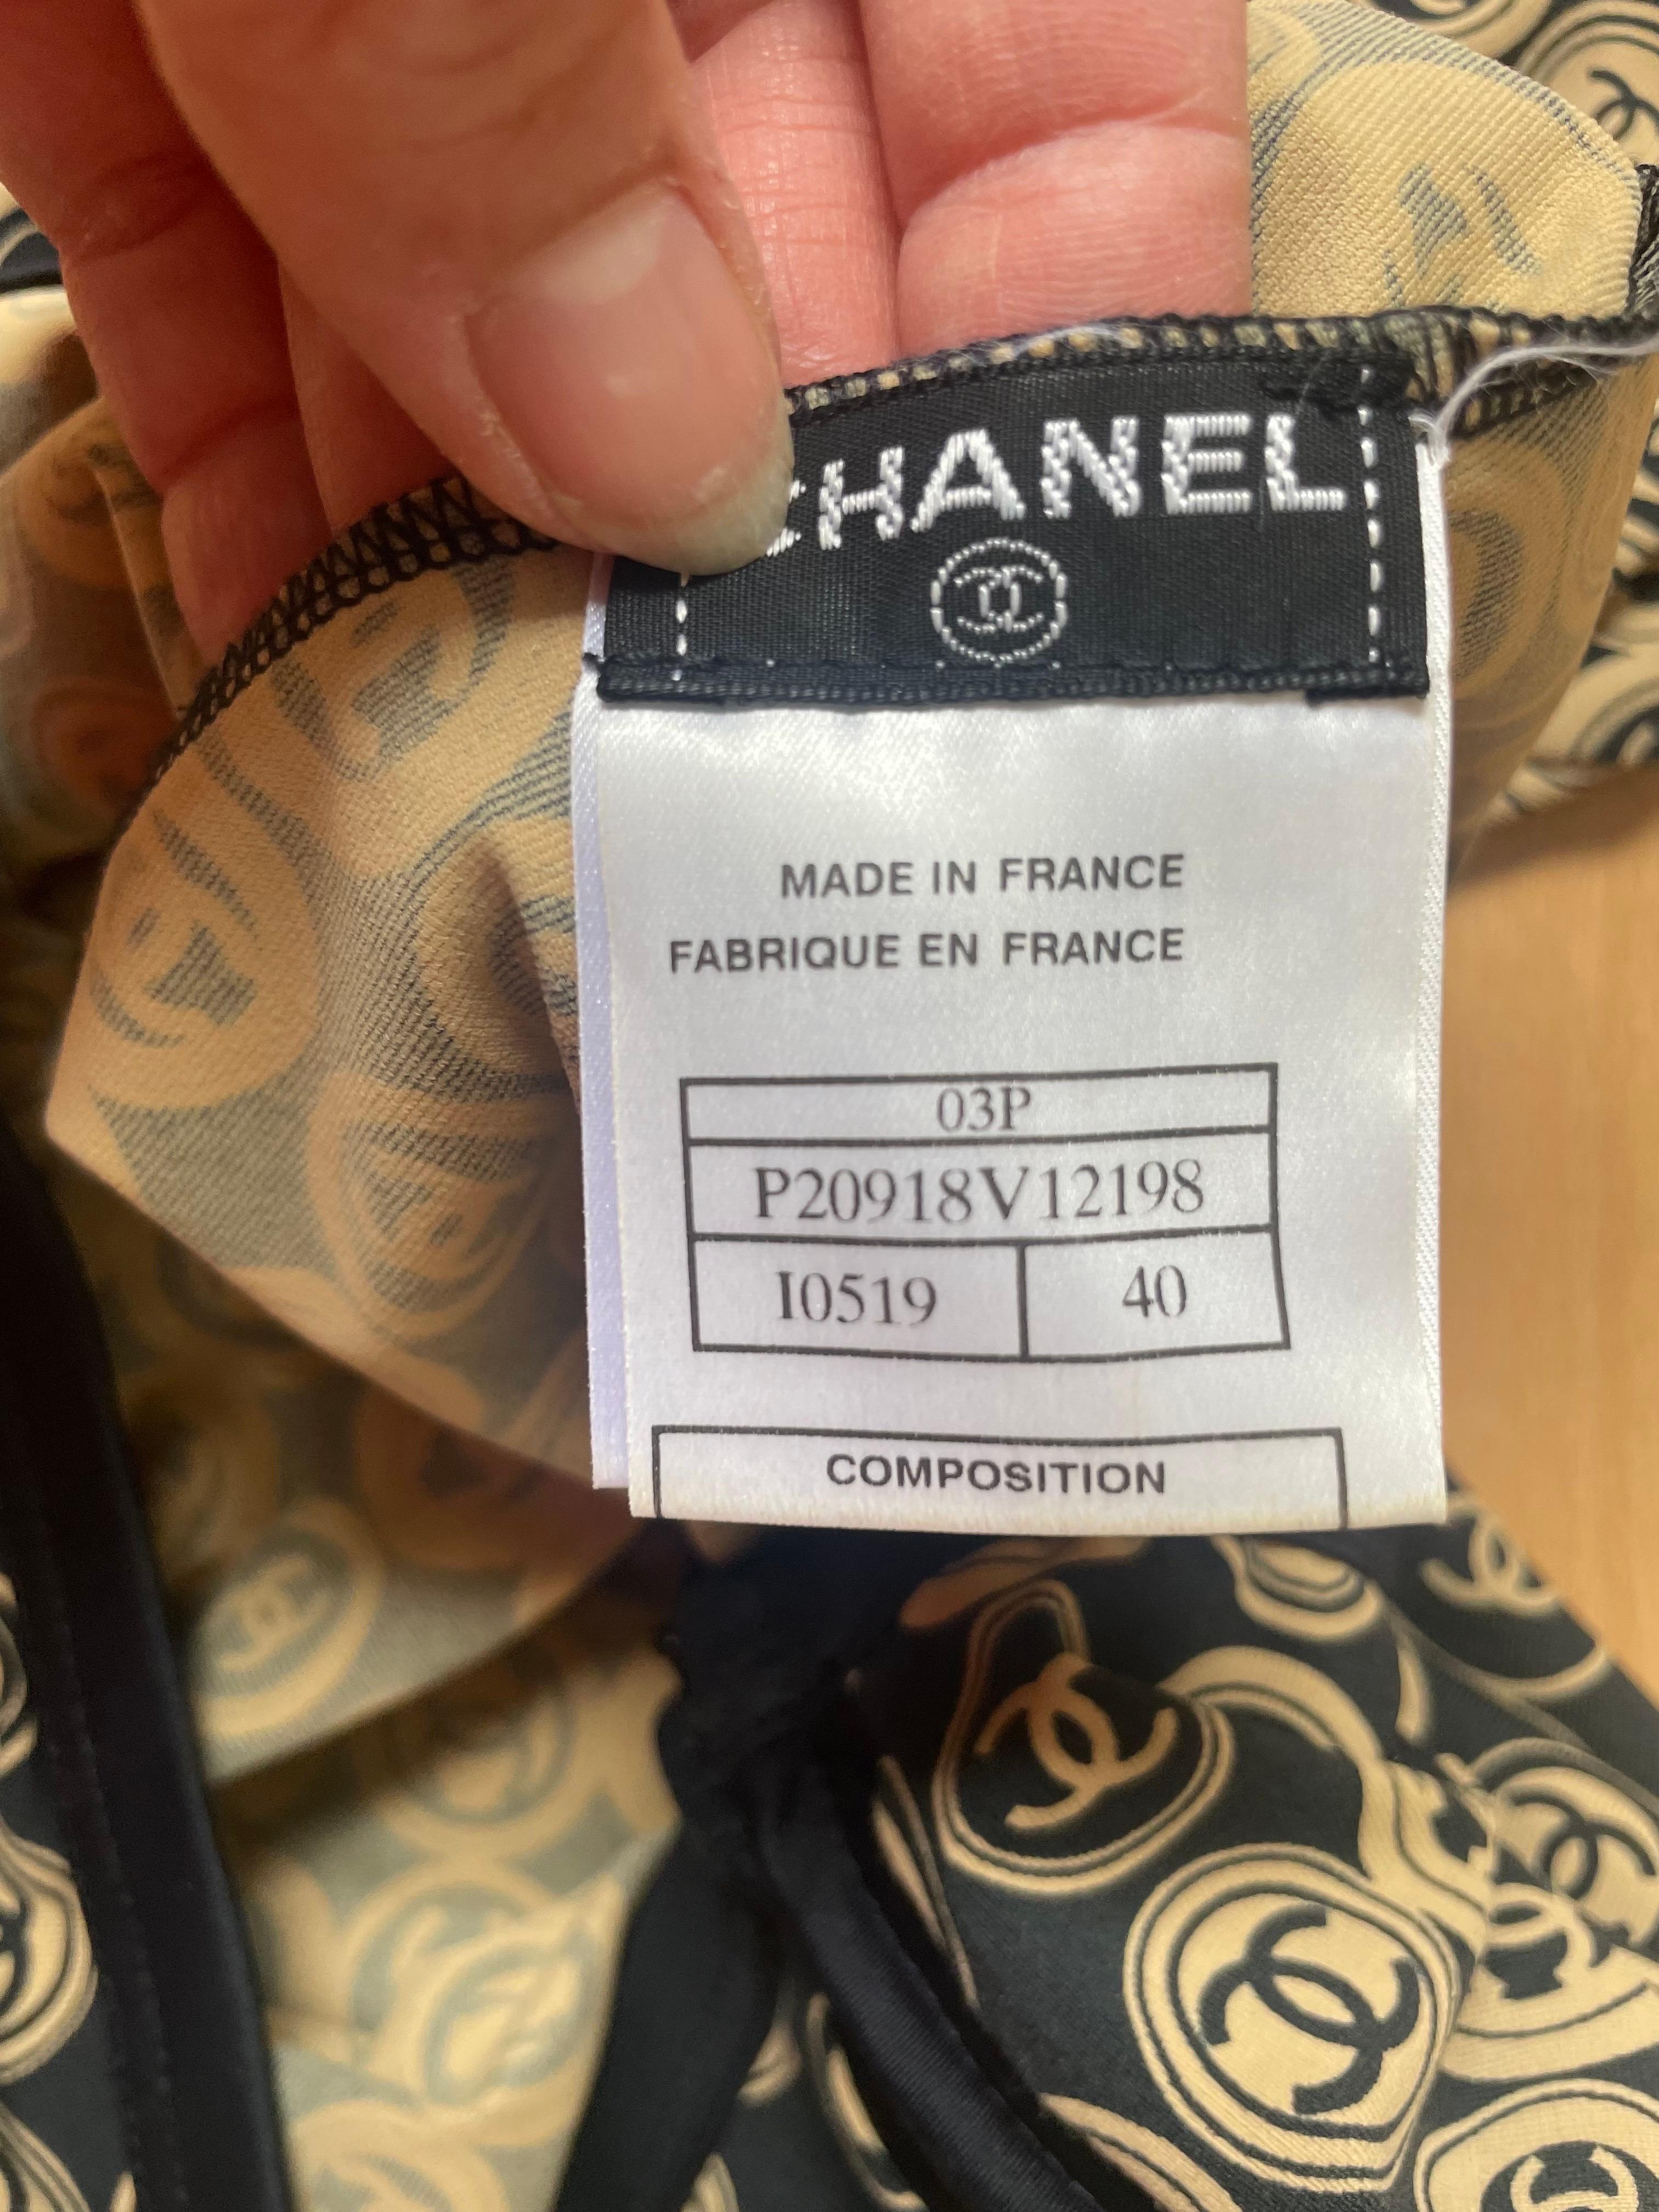 CHANEL
MADE IN FRANCE
FABRIQUE EN FRANCE
03P
P20918V12198
I0519 40
COMPOSITION